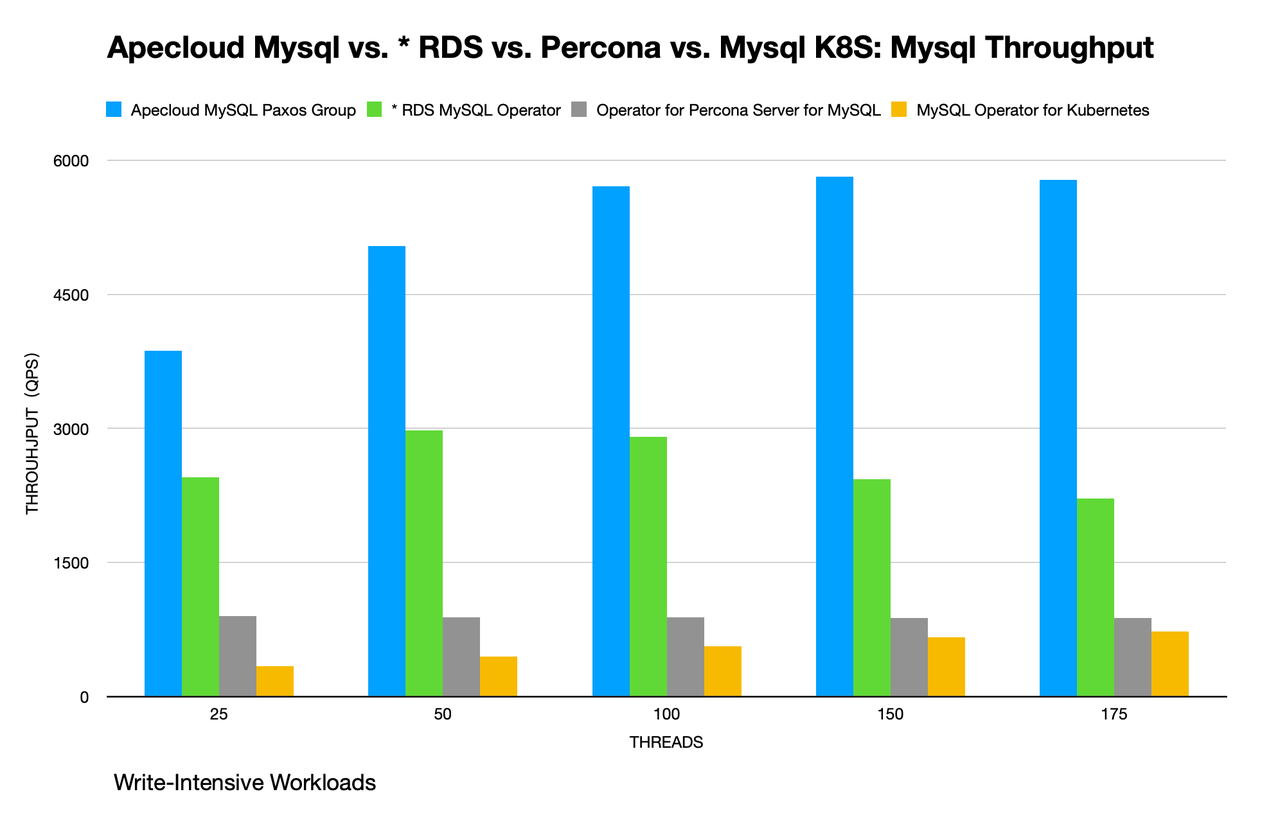 Apecloud Mysql vs. * RDS vs. Percona vs. Mysql K8S: Mysql Throughput
Apecloud MySQL Paxos Group * RDS MySQL Operator Operator for Percona Server for MySQL MySQL Operator for Kubernetes
6000
4500
3000
1500
0
THROUHJPUT (QPS)
25 50 100 150 175
THREADS
Write-Intensive Workloads